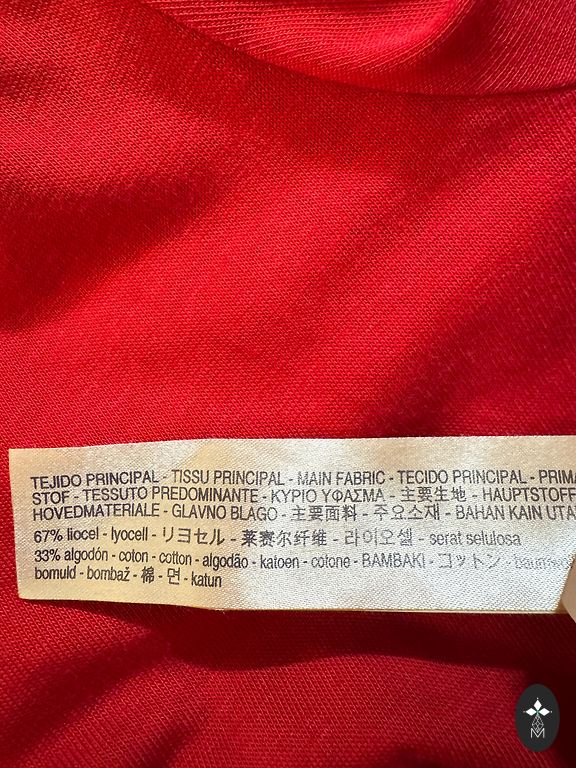 TEJIDO PRINCIPAL - TISSU PRINCIPAL - MAIN FABRIC - TECIDO PRINCIPAL -
STOF - TESSUTO PREDOMINANTE - ΚΥΡΙΟ ΥΦΑΣΜΑ - 主要生地 - HAUPTSTOFF
HOVEDMATERIALE - GLAVNO BLAGO - 主要面料 - 주요소재 - BAHAN KAIN
67% liocel - lyocell - リヨセル - 莱赛尔纤维 - 라이오셀 - serat selulosa
33% algodón - coton - cotton - algodão - katoen - cotone - BAMBAKI - コットン -
bomuld - bombaž - 棉 - 면 - katun
M